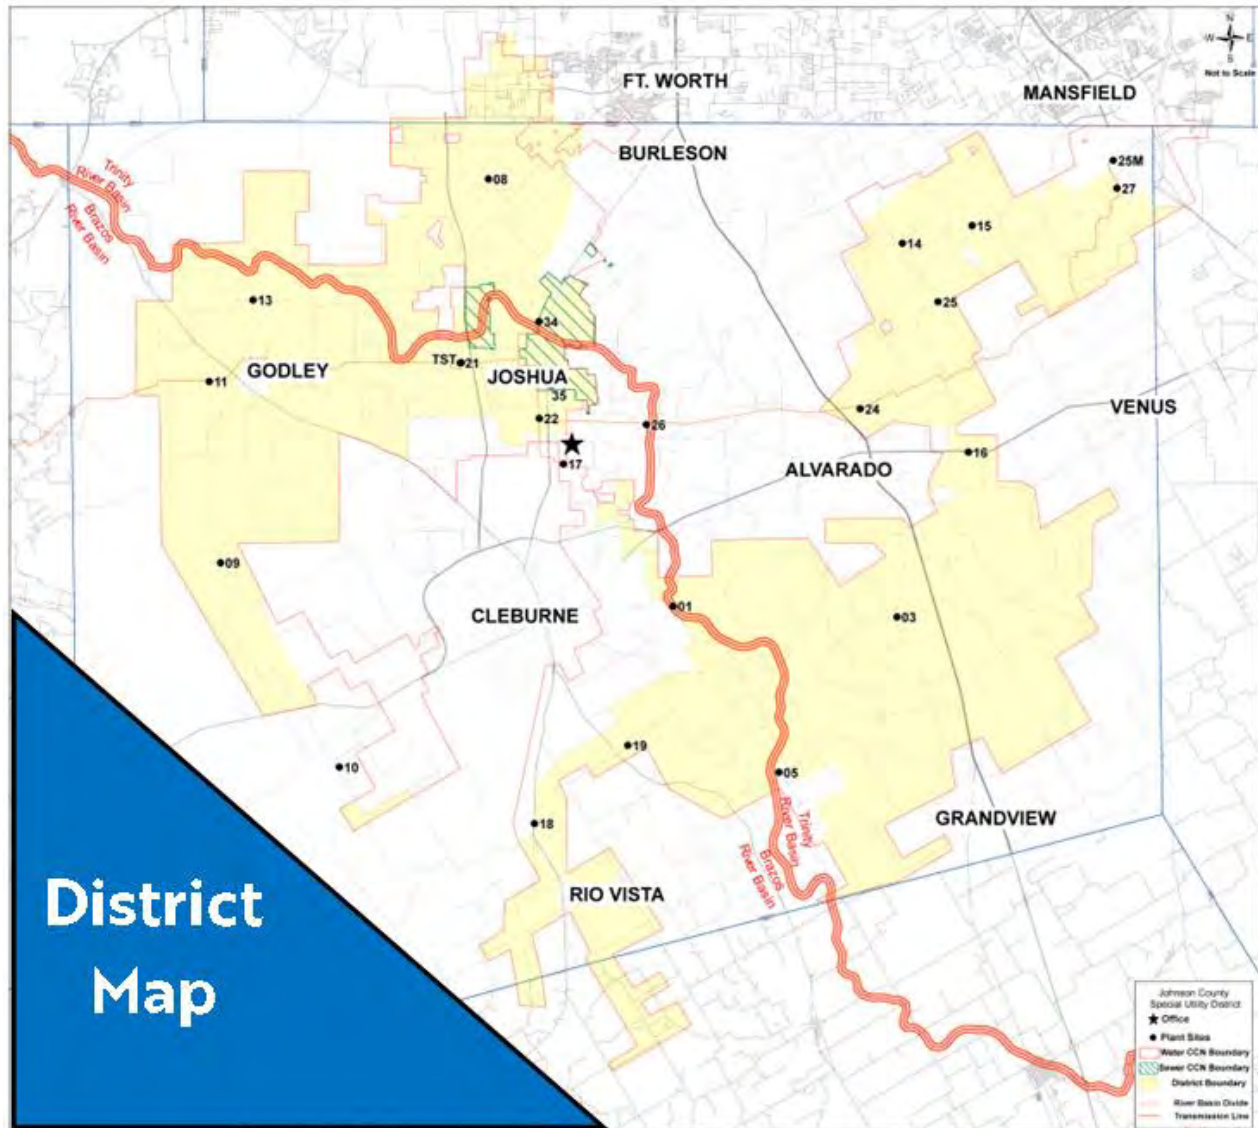 N
W E
S
Not to Scale
FT. WORTH
MANSFIELD
BURLESON
25M
27
08
Trinity
River Basin
Brazos
River Basin
15
14
13
25
34
TST 21
GODLEY
JOSHUA
11
35
22
24
26
VENUS
17
16
ALVARADO
09
01
CLEBURNE
03
19
10
05
18
Trinity
River Basin
Brazos
River Basin
GRANDVIEW
RIO VISTA
District
Map
Johnson County
Special Utility District
Office
Plant Sites
Water CCN Boundary
Sewer CCN Boundary
District Boundary
River Basin Divide
Transmission Line